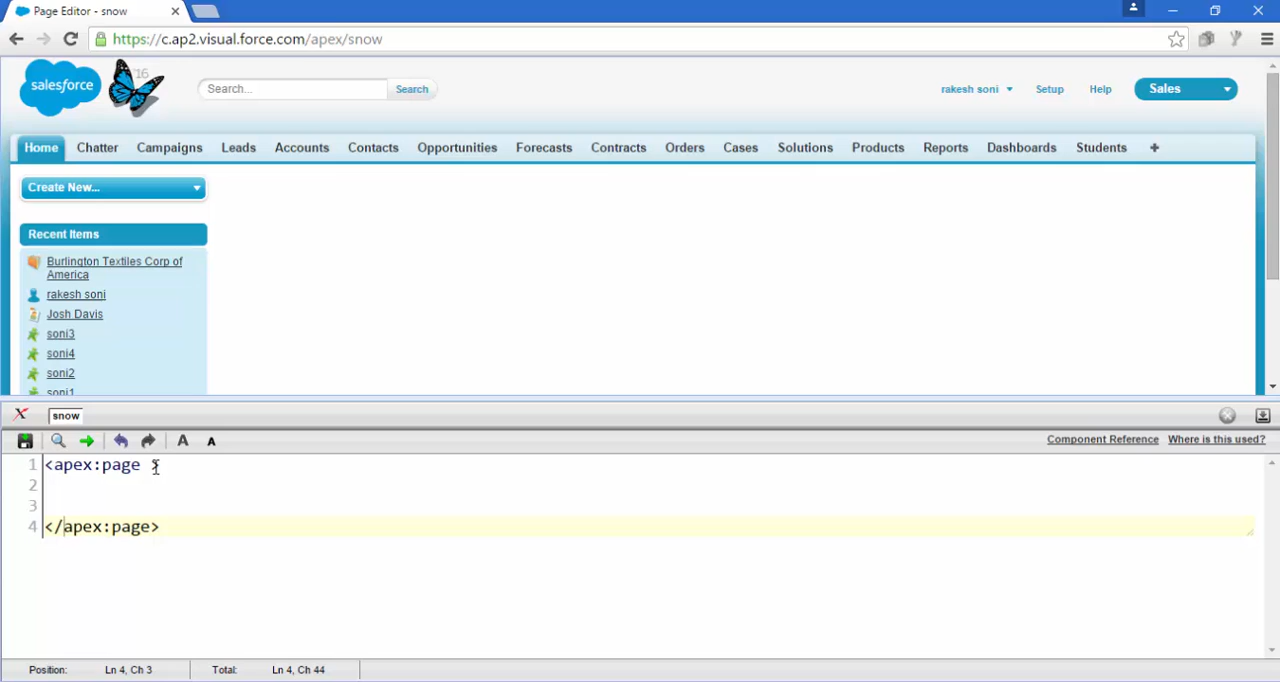 Page Editor - snow
https://c.ap2.visual.force.com/apex/snow
salesforce
'16
Search...
Search
rakesh soni
Setup
Help
Sales
Home
Chatter
Campaigns
Leads
Accounts
Contacts
Opportunities
Forecasts
Contracts
Orders
Cases
Solutions
Products
Reports
Dashboards
Students
Create New...
Recent Items
Burlington Textiles Corp of
America
rakesh soni
Josh Davis
soni3
soni4
soni2
soni1
snow
A
A
Component Reference
Where is this used?
1 <apex:page >
2
3
4 </apex:page>
Position:
Ln 4, Ch 3
Total:
Ln 4, Ch 44